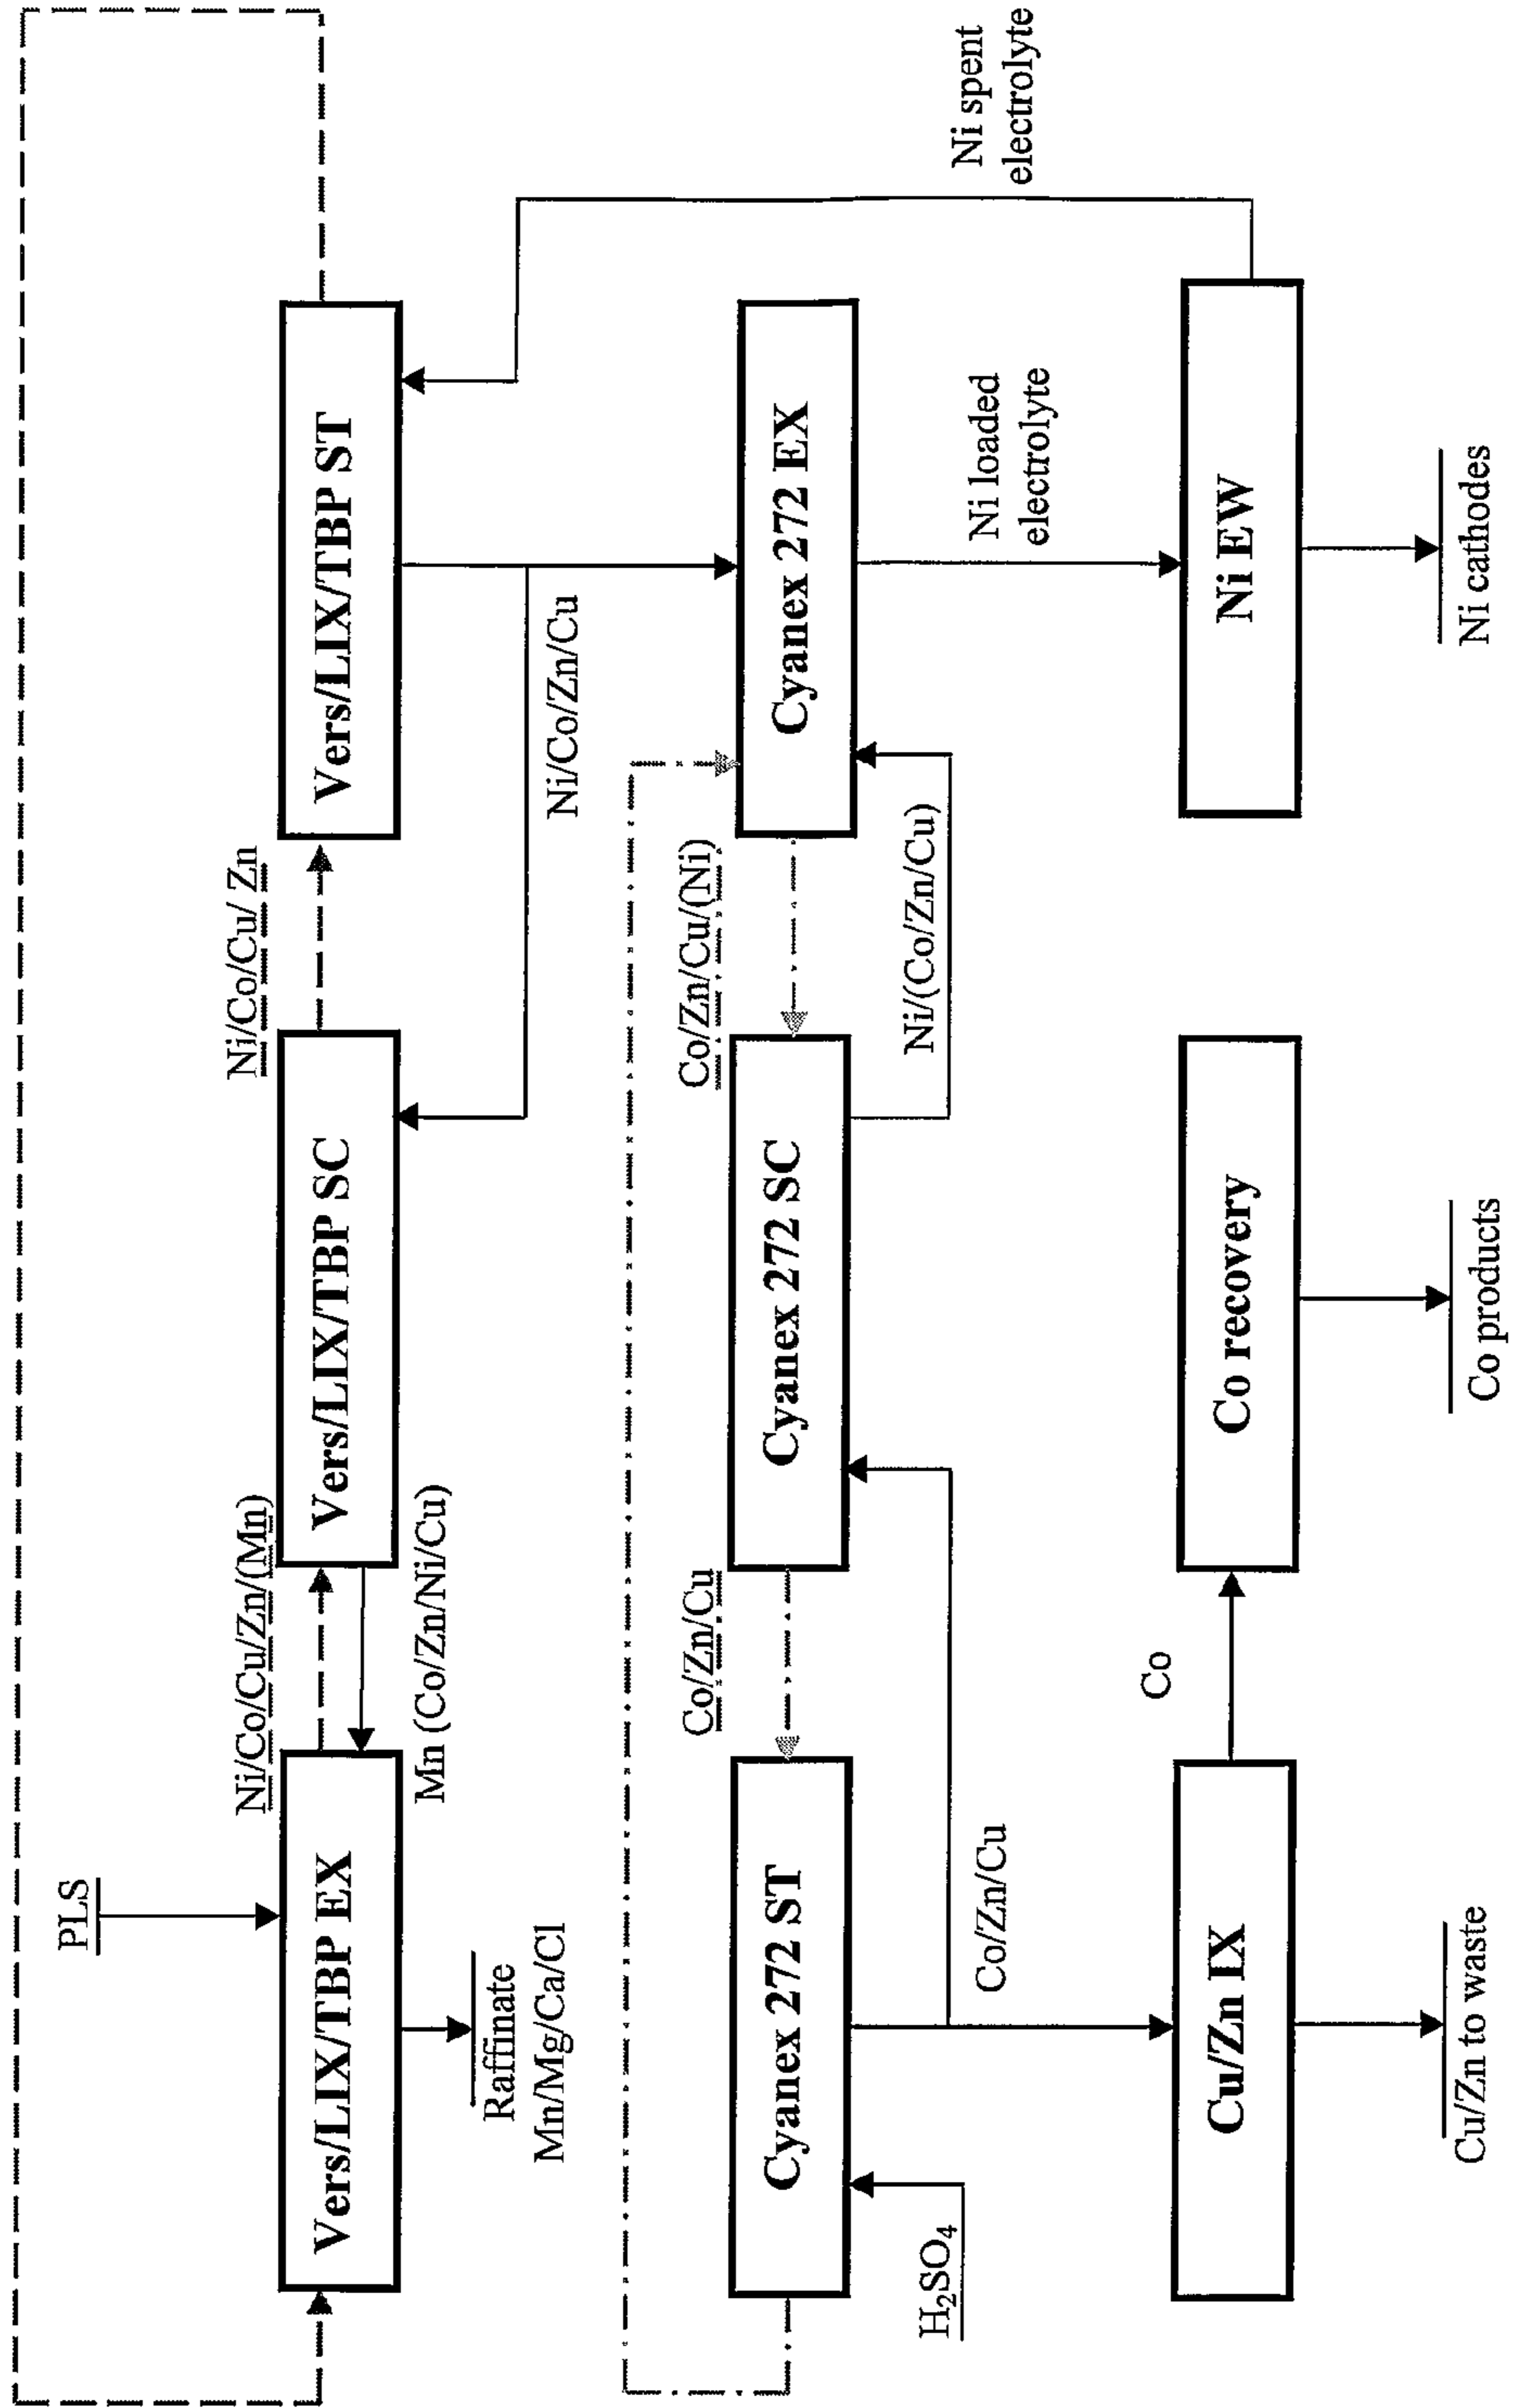 PLS
Vers/LIX/TBP EX
Ni/Co/Cu/Zn/(Mn)
Mn (Co/Zn/Ni/Cu)
Raffinate
Mn/Mg/Ca/Cl
Vers/LIX/TBP SC
Ni/Co/Cu/ Zn
Vers/LIX/TBP ST
Ni/Co/Zn/Cu
Ni spent
electrolyte
Cyanex 272 ST
H₂SO₄
Co/Zn/Cu
Co/Zn/Cu
Cyanex 272 SC
Co/Zn/Cu/(Ni)
Ni/(Co/Zn/Cu)
Cyanex 272 EX
Ni loaded
electrolyte
Cu/Zn IX
Cu/Zn to waste
Co
Co recovery
Co products
Ni EW
Ni cathodes